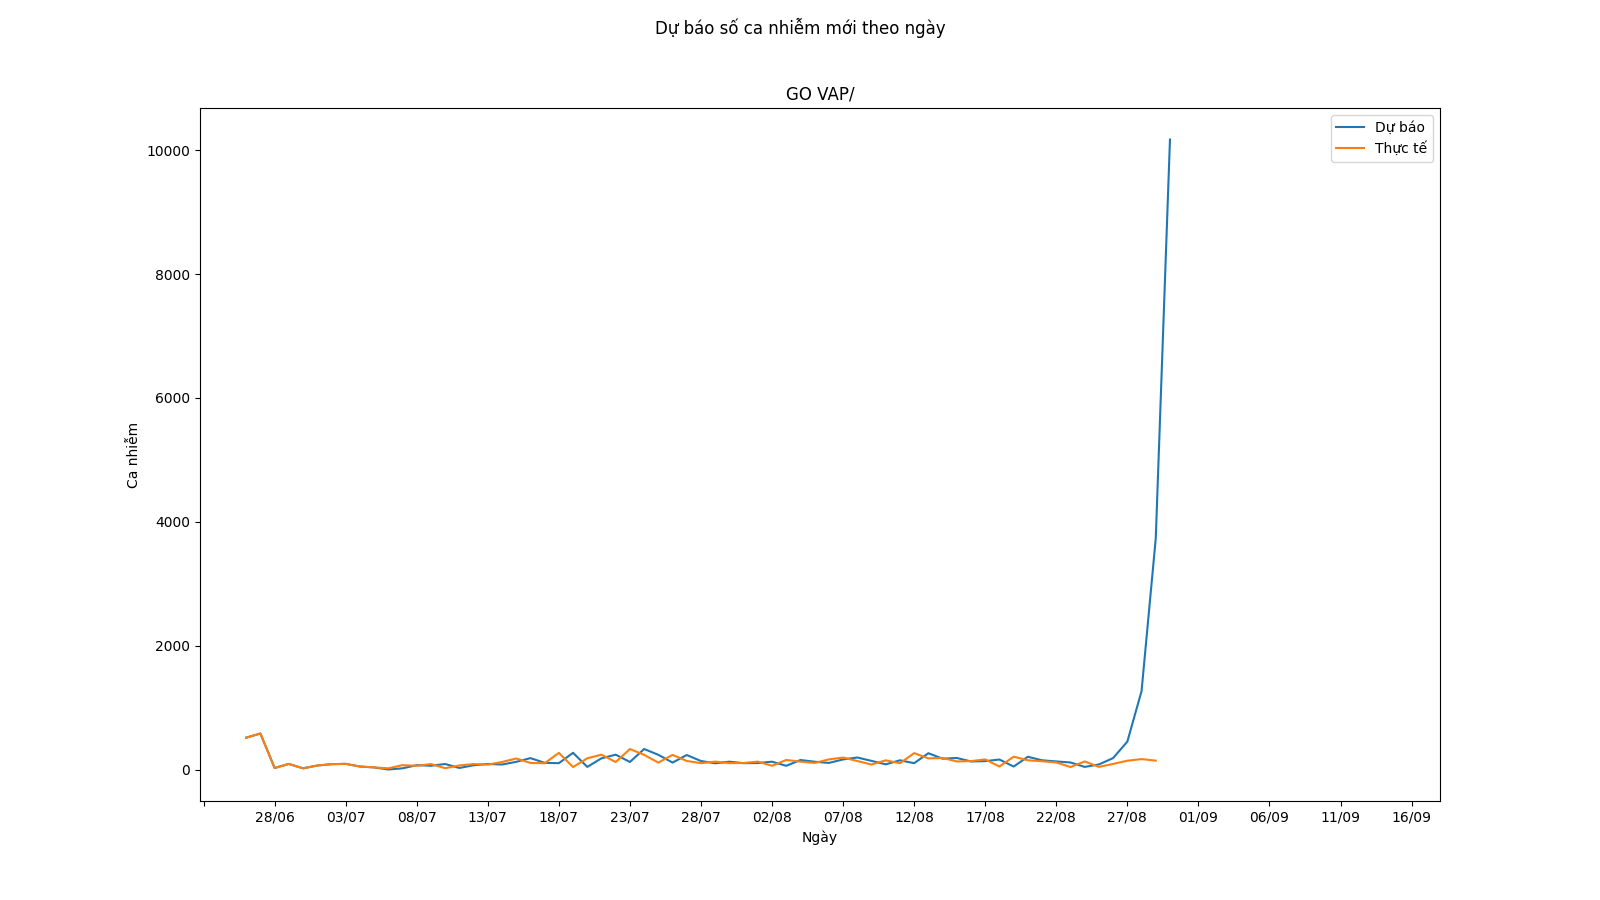 Dự báo số ca nhiễm mới theo ngày
GO VAP/
Dự báo
Thực tế
10000
8000
6000
4000
2000
0
Ca nhiễm
28/06 03/07 08/07 13/07 18/07 23/07 28/07 02/08 07/08 12/08 17/08 22/08 27/08 01/09 06/09 11/09 16/09
Ngày